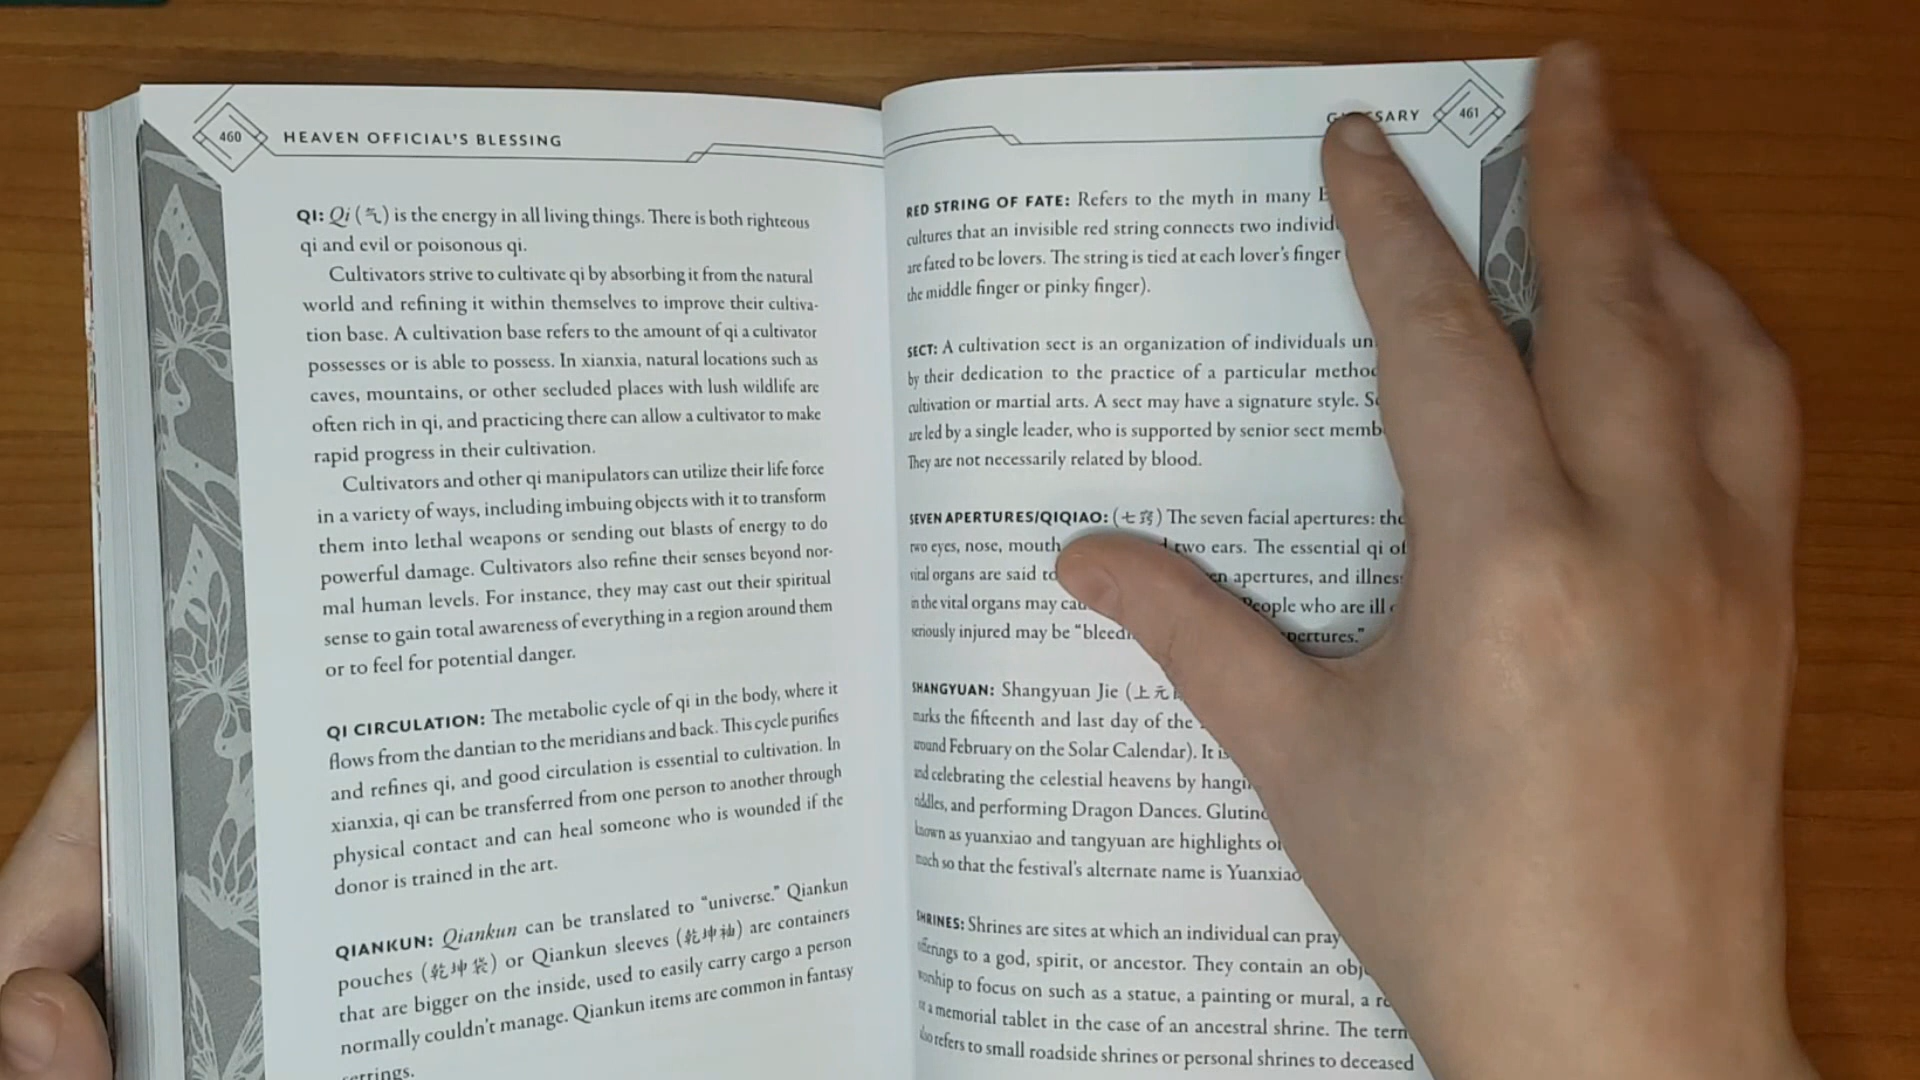 460
HEAVEN OFFICIAL'S BLESSING
QI: Qi (气) is the energy in all living things. There is both righteous
qi and evil or poisonous qi.
Cultivators strive to cultivate qi by absorbing it from the natural
world and refining it within themselves to improve their cultiva-
tion base. A cultivation base refers to the amount of qi a cultivator
possesses or is able to possess. In xianxia, natural locations such as
caves, mountains, or other secluded places with lush wildlife are
often rich in qi, and practicing there can allow a cultivator to make
rapid progress in their cultivation.
Cultivators and other qi manipulators can utilize their life force
in a variety of ways, including imbuing objects with it to transform
them into lethal weapons or sending out blasts of energy to do
powerful damage. Cultivators also refine their senses beyond nor-
mal human levels. For instance, they may cast out their spiritual
sense to gain total awareness of everything in a region around them
or to feel for potential danger.
QI CIRCULATION: The metabolic cycle of qi in the body, where it
flows from the dantian to the meridians and back. This cycle purifies
and refines qi, and good circulation is essential to cultivation. In
xianxia, qi can be transferred from one person to another through
physical contact and can heal someone who is wounded if the
donor is trained in the art.
QIANKUN: Qiankun can be translated to “universe.” Qiankun
pouches (乾坤袋) or Qiankun sleeves (乾坤袖) are containers
that are bigger on the inside, used to easily carry cargo a person
normally couldn't manage. Qiankun items are common in fantasy
settings.
461
RED STRING OF FATE: Refers to the myth in many
cultures that an invisible red string connects two
are fated to be lovers. The string is tied at each lover's finger
the middle finger or pinky finger).
SECT: A cultivation sect is an organization of individuals
by their dedication to the practice of a particular
cultivation or martial arts. A sect may have a signature style.
are led by a single leader, who is supported by senior sect
They are not necessarily related by blood.
SEVEN APERTURES/QIQIAO: (七窍) The seven facial apertures: the
two eyes, nose, mouth two ears. The essential qi of
vital organs are said to apertures, and
in the vital organs may People who are ill
seriously injured may be apertures.”
SHANGYUAN: Shangyuan Jie (上元
marks the fifteenth and last day of the
around February on the Solar Calendar). It is
and celebrating the celestial heavens by
riddles, and performing Dragon Dances.
known as yuanxiao and tangyuan are highlights
much so that the festival's alternate name is Yuanxiao
SHRINES: Shrines are sites at which an individual can pray
offerings to a god, spirit, or ancestor. They contain an
worship to focus on such as a statue, a painting or mural, a
or a memorial tablet in the case of an ancestral shrine. The term
also refers to small roadside shrines or personal shrines to deceased